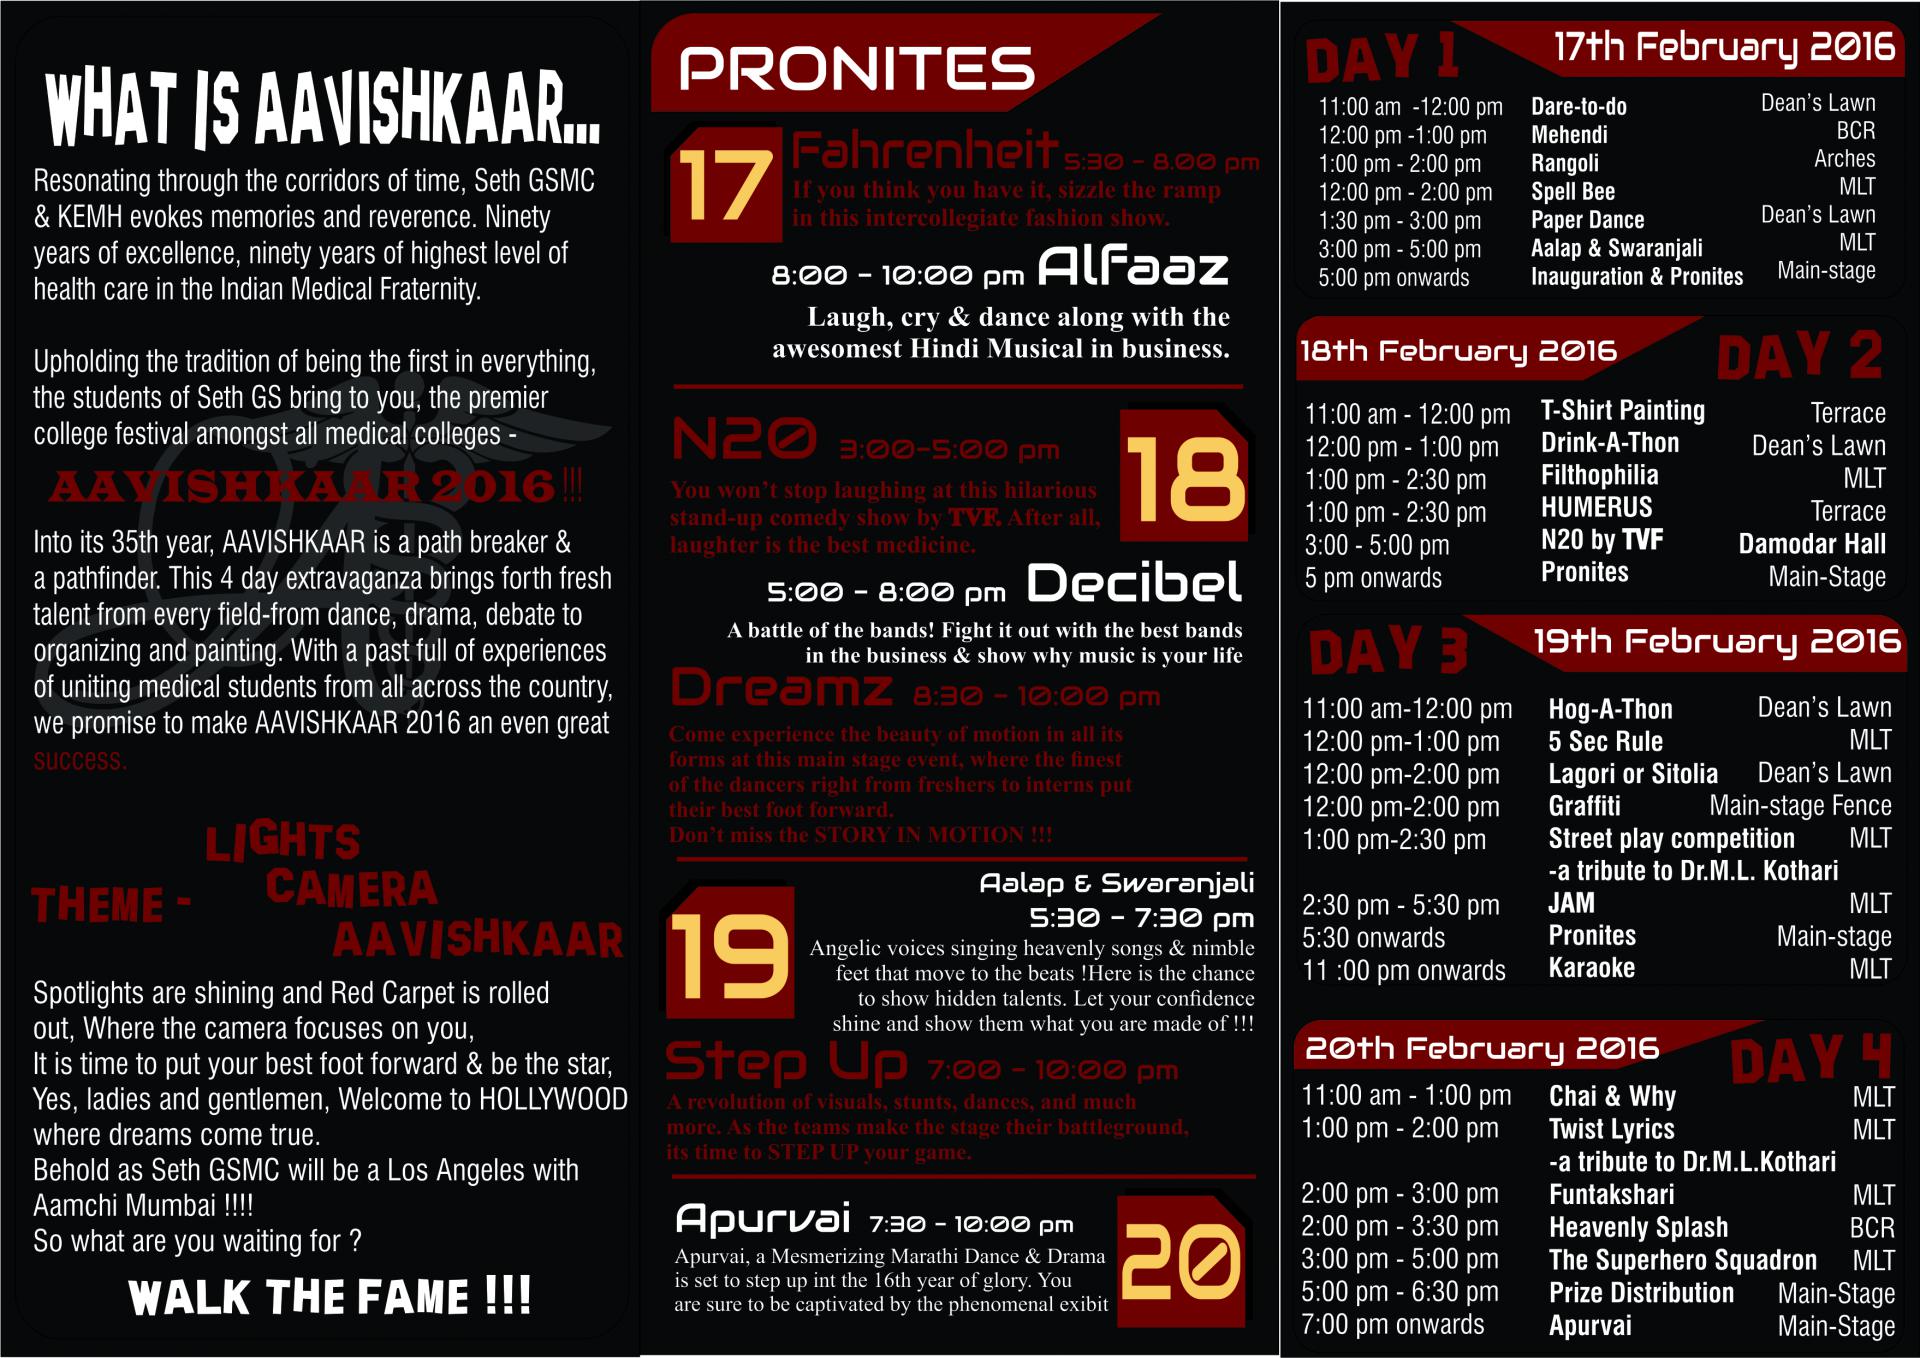 WHAT IS AAVISHKAAR...
Resonating through the corridors of time, Seth GSMC
& KEMH evokes memories and reverence. Ninety
years of excellence, ninety years of highest level of
health care in the Indian Medical Fraternity.
Upholding the tradition of being the first in everything,
the students of Seth GS bring to you, the premier
college festival amongst all medical colleges -
AAVISHKAAR 2016 !!!
Into its 35th year, AAVISHKAAR is a path breaker &
a pathfinder. This 4 day extravaganza brings forth fresh
talent from every field-from dance, drama, debate to
organizing and painting. With a past full of experiences
of uniting medical students from all across the country,
we promise to make AAVISHKAAR 2016 an even great
success.
THEME - LIGHTS
CAMERA
AAVISHKAAR
Spotlights are shining and Red Carpet is rolled
out, Where the camera focuses on you,
It is time to put your best foot forward & be the star,
Yes, ladies and gentlemen, Welcome to HOLLYWOOD
where dreams come true.
Behold as Seth GSMC will be a Los Angeles with
Aamchi Mumbai !!!!
So what are you waiting for ?
WALK THE FAME !!!
PRONITES
17
Fahrenheit 5:30 - 8.00 pm
If you think you have it, sizzle the ramp
in this intercollegiate fashion show.
8:00 - 10:00 pm Alfaaz
Laugh, cry & dance along with the
awesomest Hindi Musical in business.
N20 3:00-5:00 pm
18
You won't stop laughing at this hilarious
stand-up comedy show by TVF. After all,
laughter is the best medicine.
5:00 - 8:00 pm Decibel
A battle of the bands! Fight it out with the best bands
in the business & show why music is your life
Dreamz 8:30 - 10:00 pm
Come experience the beauty of motion in all its
forms at this main stage event, where the finest
of the dancers right from freshers to interns put
their best foot forward.
Don't miss the STORY IN MOTION !!!
19
Aalap & Swaranjali
5:30 - 7:30 pm
Angelic voices singing heavenly songs & nimble
feet that move to the beats !Here is the chance
to show hidden talents. Let your confidence
shine and show them what you are made of !!!
Step Up 7:00 - 10:00 pm
A revolution of visuals, stunts, dances, and much
more. As the teams make the stage their battleground,
its time to STEP UP your game.
Apurvai 7:30 - 10:00 pm
20
Apurvai, a Mesmerizing Marathi Dance & Drama
is set to step up int the 16th year of glory. You
are sure to be captivated by the phenomenal exibit
DAY 1 17th February 2016
11:00 am -12:00 pm Dare-to-do Dean's Lawn
12:00 pm -1:00 pm Mehendi BCR
1:00 pm - 2:00 pm Rangoli Arches
12:00 pm - 2:00 pm Spell Bee MLT
1:30 pm - 3:00 pm Paper Dance Dean's Lawn
3:00 pm - 5:00 pm Aalap & Swaranjali MLT
5:00 pm onwards Inauguration & Pronites Main-stage
18th February 2016 DAY 2
11:00 am - 12:00 pm T-Shirt Painting Terrace
12:00 pm - 1:00 pm Drink-A-Thon Dean's Lawn
1:00 pm - 2:30 pm Filthophilia MLT
1:00 pm - 2:30 pm HUMERUS Terrace
3:00 - 5:00 pm N20 by TVF Damodar Hall
5 pm onwards Pronites Main-Stage
DAY 3 19th February 2016
11:00 am-12:00 pm Hog-A-Thon Dean's Lawn
12:00 pm-1:00 pm 5 Sec Rule MLT
12:00 pm-2:00 pm Lagori or Sitolia Dean's Lawn
12:00 pm-2:00 pm Graffiti Main-stage Fence
1:00 pm-2:30 pm Street play competition MLT
-a tribute to Dr.M.L. Kothari
2:30 pm - 5:30 pm JAM MLT
5:30 onwards Pronites Main-stage
11 :00 pm onwards Karaoke MLT
20th February 2016 DAY 4
11:00 am - 1:00 pm Chai & Why MLT
1:00 pm - 2:00 pm Twist Lyrics MLT
-a tribute to Dr.M.L.Kothari
2:00 pm - 3:00 pm Funtakshari MLT
2:00 pm - 3:30 pm Heavenly Splash BCR
3:00 pm - 5:00 pm The Superhero Squadron MLT
5:00 pm - 6:30 pm Prize Distribution Main-Stage
7:00 pm onwards Apurvai Main-Stage